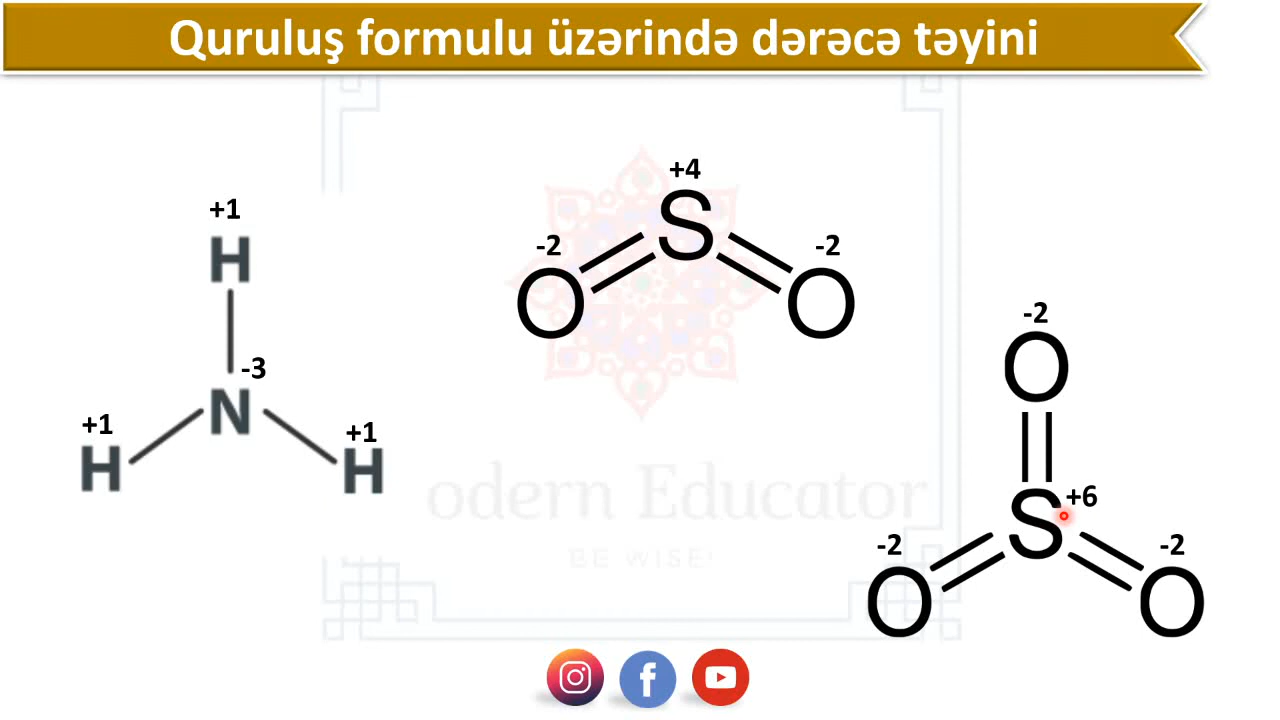 Quruluş formulu üzərində dərəcə təyini
+1
H
-3
N
+1
H
+1
H
+4
S
-2
O
-2
O
-2
O
+6
S
-2
O
-2
O
odern Educator
BE WISE!